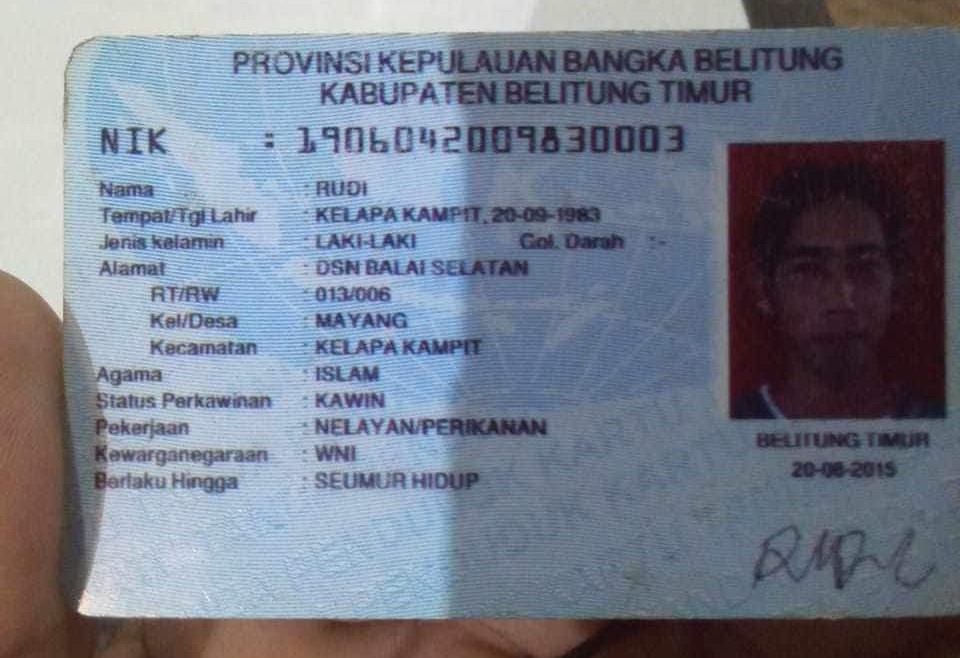 PROVINSI KEPULAUAN BANGKA BELITUNG
KABUPATEN BELITUNG TIMUR
NIK : 1906042009830003
Nama : RUDI
Tempat/Tgl Lahir : KELAPA KAMPIT, 20-09-1983
Jenis kelamin : LAKI-LAKI Gol. Darah :-
Alamat : DSN BALAI SELATAN
RT/RW : 013/006
Kel/Desa : MAYANG
Kecamatan : KELAPA KAMPIT
Agama : ISLAM
Status Perkawinan : KAWIN
Pekerjaan : NELAYAN/PERIKANAN
Kewarganegaraan : WNI
Berlaku Hingga : SEUMUR HIDUP
BELITUNG TIMUR
20-08-2015